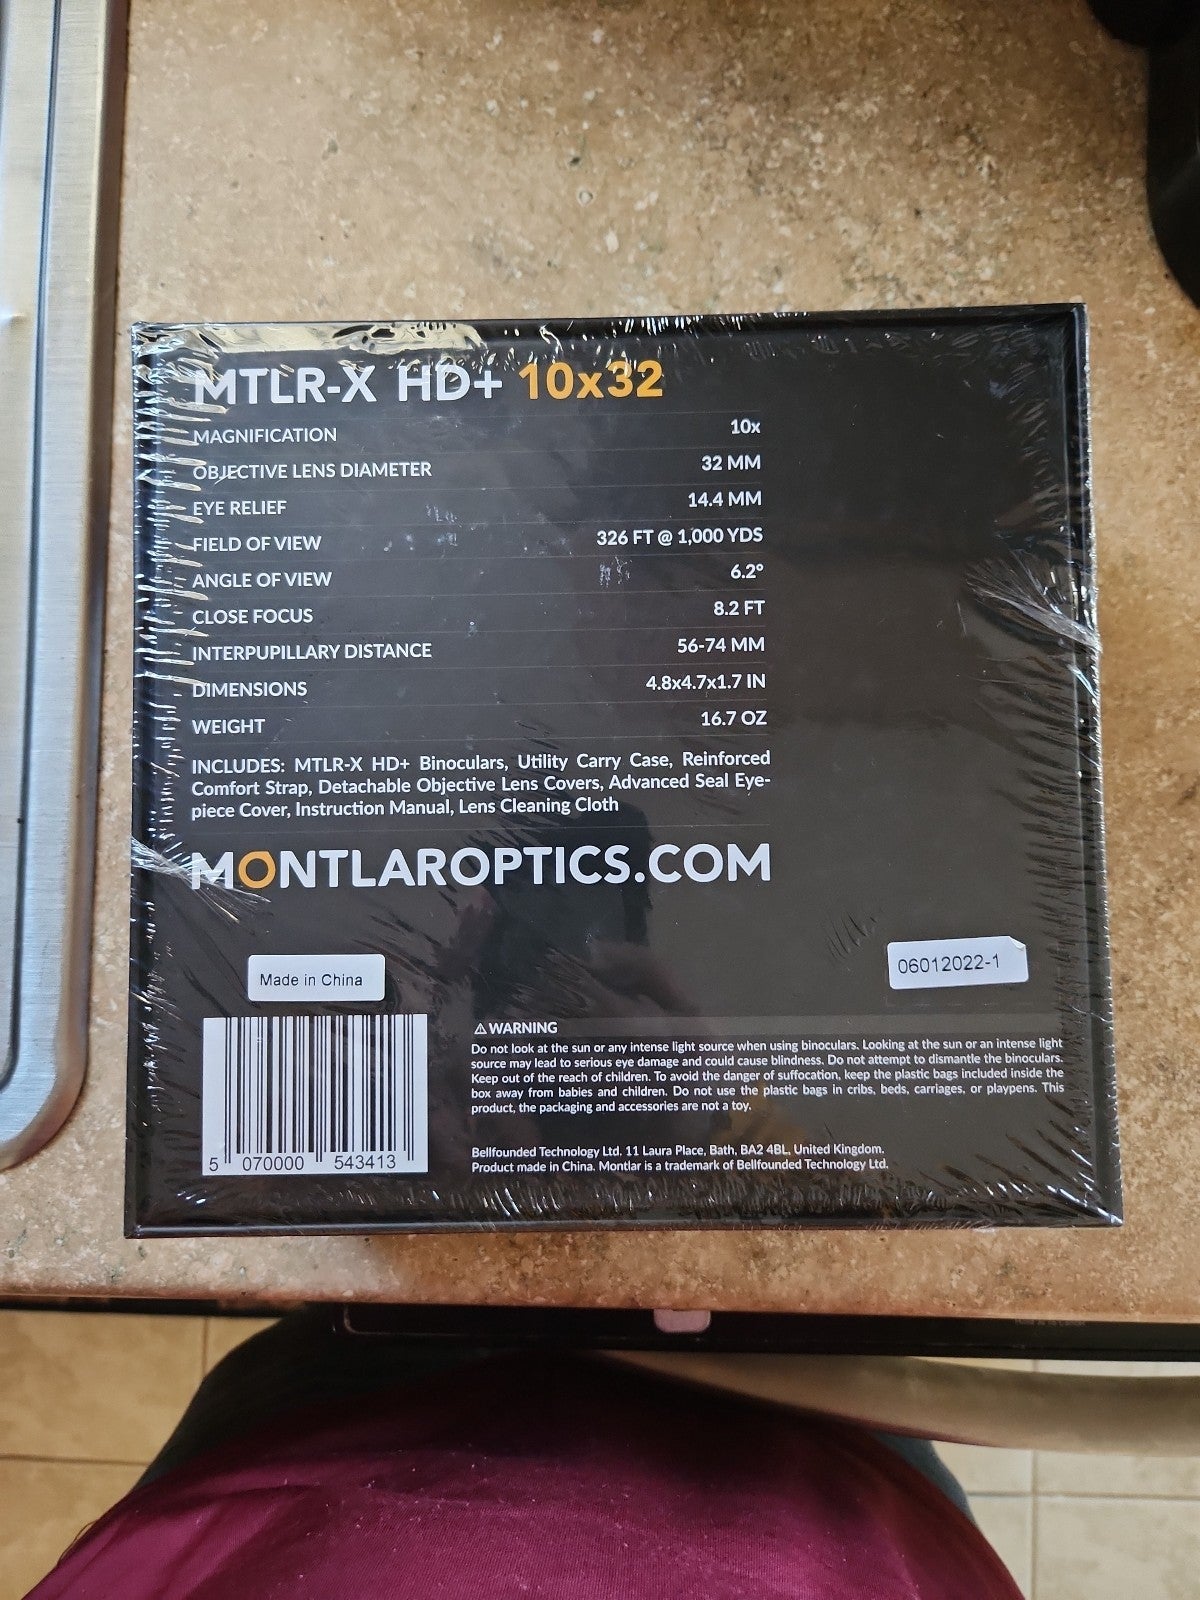 MTLR-X HD+ 10x32
MAGNIFICATION 10x
OBJECTIVE LENS DIAMETER 32 MM
EYE RELIEF 14.4 MM
FIELD OF VIEW 326 FT @ 1,000 YDS
ANGLE OF VIEW 6.2°
CLOSE FOCUS 8.2 FT
INTERPUPILLARY DISTANCE 56-74 MM
DIMENSIONS 4.8x4.7x1.7 IN
WEIGHT 16.7 OZ
INCLUDES: MTLR-X HD+ Binoculars, Utility Carry Case, Reinforced
Comfort Strap, Detachable Objective Lens Covers, Advanced Seal Eye-
piece Cover, Instruction Manual, Lens Cleaning Cloth
MONTLAROPTICS.COM
Made in China
06012022-1
⚠ WARNING
Do not look at the sun or any intense light source when using binoculars. Looking at the sun or an intense light
source may lead to serious eye damage and could cause blindness. Do not attempt to dismantle the binoculars.
Keep out of the reach of children. To avoid the danger of suffocation, keep the plastic bags included inside the
box away from babies and children. Do not use the plastic bags in cribs, beds, carriages, or playpens. This
product, the packaging and accessories are not a toy.
Bellfounded Technology Ltd. 11 Laura Place, Bath, BA2 4BL, United Kingdom.
Product made in China. Montlar is a trademark of Bellfounded Technology Ltd.
5 070000 543413